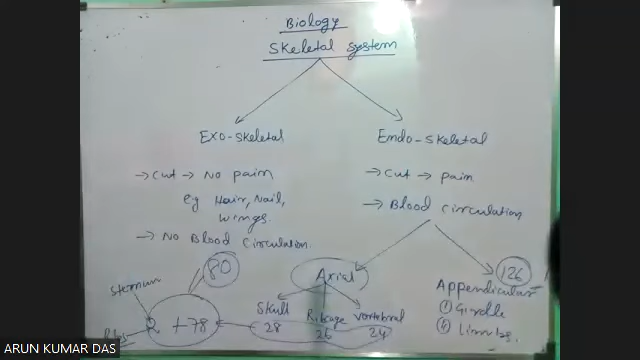 Biology
Skeletal System
Exo-Skeletal
→ Cut → No pain
eg Hair, Nail,
Wings
→ No Blood Circulation.
Endo-Skeletal
→ Cut → pain
→ Blood circulation
80
Sternum
+78
Axial
Skull
28
Ribcage
26
Vertebral
24
126
Appendicular
① Girdle
② Limbs.
ARUN KUMAR DAS